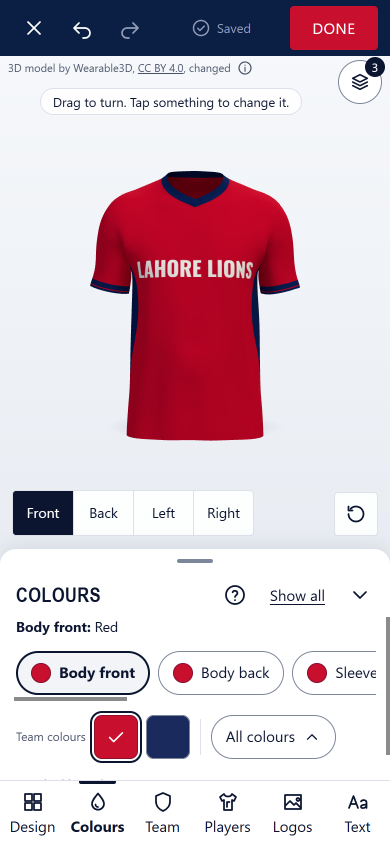 Saved
DONE
3D model by Wearable3D, CC BY 4.0, changed
3
Drag to turn. Tap something to change it.
LAHORE LIONS
Front
Back
Left
Right
COLOURS
Show all
Body front: Red
Body front
Body back
Sleeve
Team colours
All colours
Design
Colours
Team
Players
Logos
Aa
Text